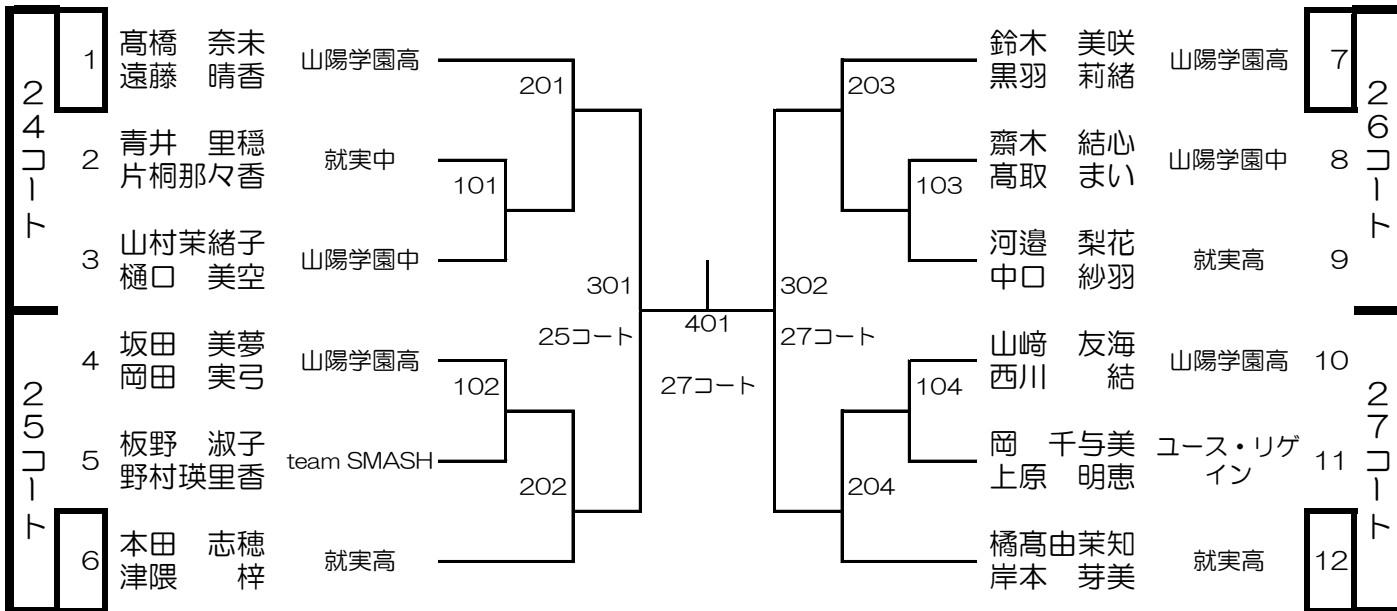 24コート
1
髙橋　奈未
遠藤　晴香
山陽学園高
2
青井　里穏
片桐那々香
就実中
3
山村茉緒子
樋口　美空
山陽学園中
25コート
4
坂田　美夢
岡田　実弓
山陽学園高
5
板野　淑子
野村瑛里香
team SMASH
6
本田　志穂
津隈　梓
就実高
201
101
102
202
301
25コート
401
27コート
302
27コート
203
103
104
204
鈴木　美咲
黒羽　莉緒
山陽学園高
7
齋木　結心
髙取　まい
山陽学園中
8
河邉　梨花
中口　紗羽
就実高
9
26コート
山﨑　友海
西川　結
山陽学園高
10
岡　千与美
上原　明恵
ユース・リゲ
イン
11
橘髙由茉知
岸本　芽美
就実高
12
27コート